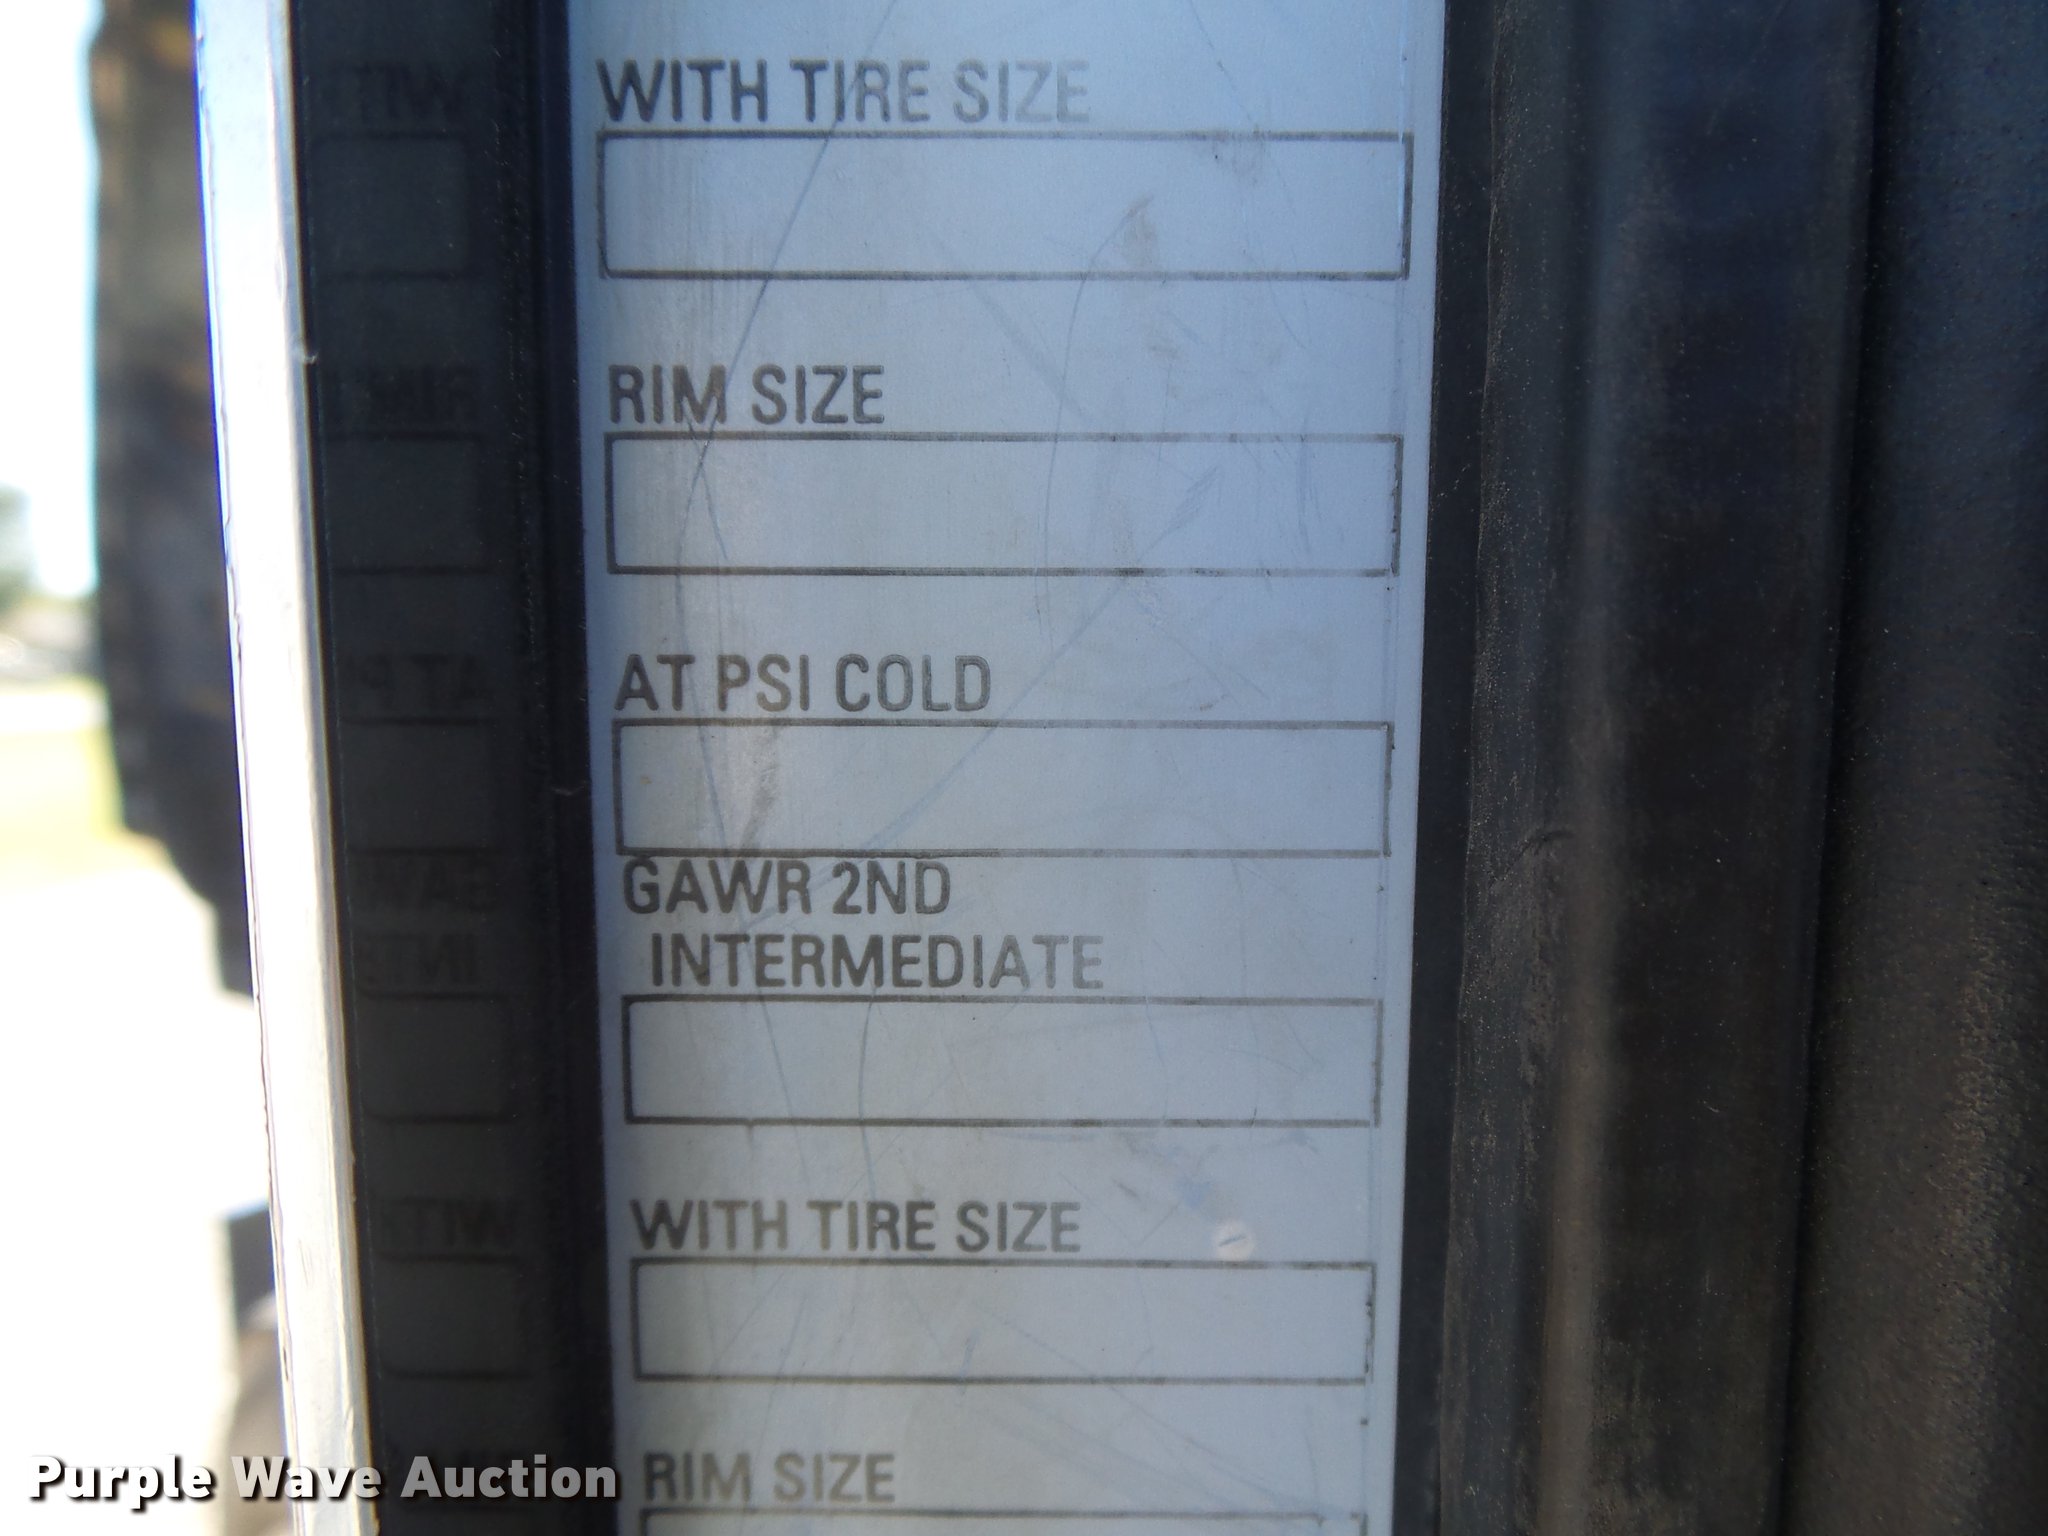 WITH TIRE SIZE
RIM SIZE
AT PSI COLD
GAWR 2ND
INTERMEDIATE
WITH TIRE SIZE
RIM SIZE
Purple Wave Auction